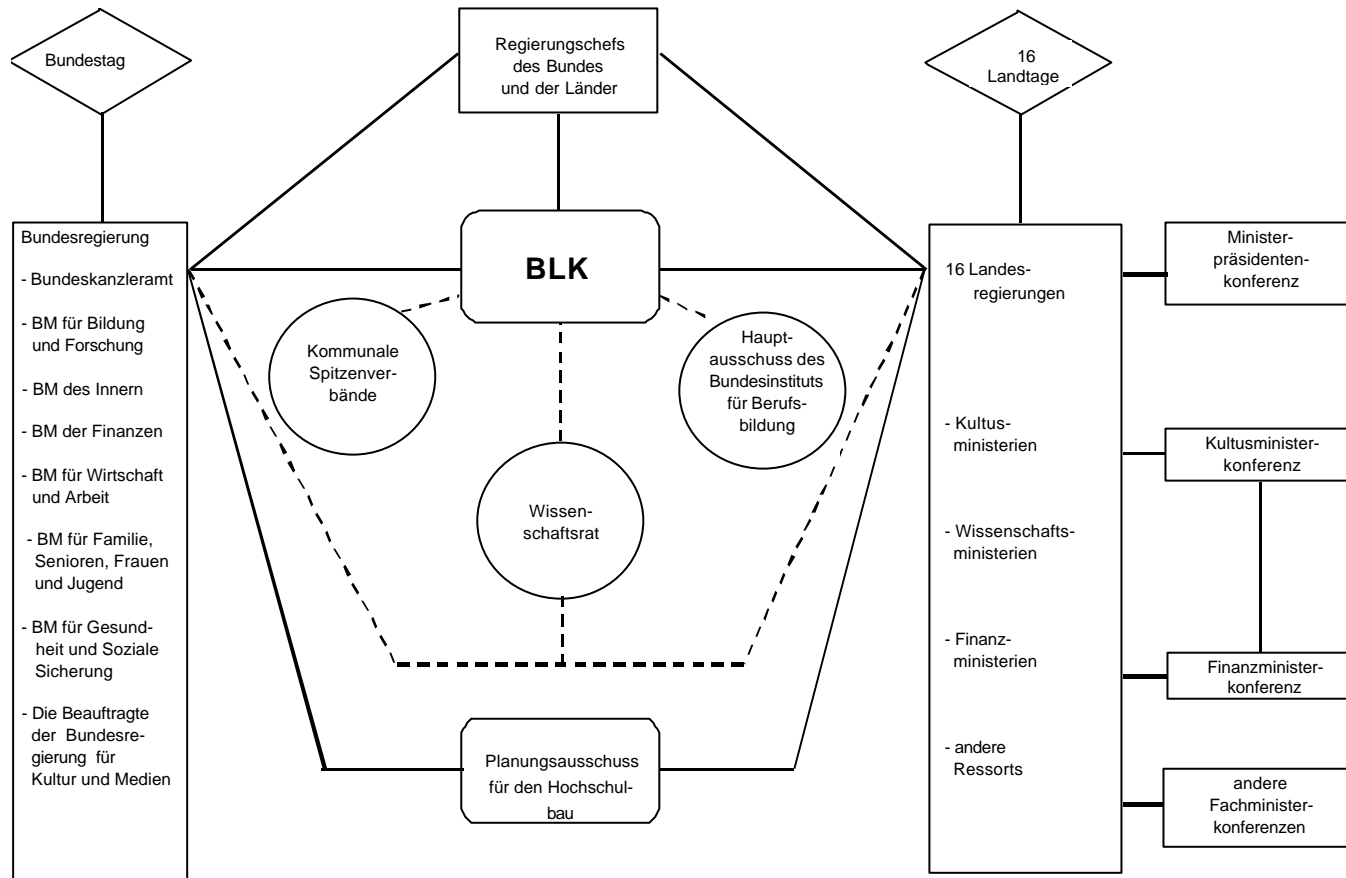 Bundestag
Regierungschefs
des Bundes
und der Länder
16
Landtage
Bundesregierung
- Bundeskanzleramt
- BM für Bildung
und Forschung
- BM des Innern
- BM der Finanzen
- BM für Wirtschaft
und Arbeit
- BM für Familie,
Senioren, Frauen
und Jugend
- BM für Gesund-
heit und Soziale
Sicherung
- Die Beauftragte
der Bundesre-
gierung für
Kultur und Medien
BLK
Kommunale
Spitzenver-
bände
Haupt-
ausschuss des
Bundesinstituts
für Berufs-
bildung
Wissen-
schaftsrat
Planungsausschuss
für den Hochschul-
bau
16 Landes-
regierungen
- Kultus-
ministerien
- Wissenschafts-
ministerien
- Finanz-
ministerien
- andere
Ressorts
Minister-
präsidenten-
konferenz
Kultusminister-
konferenz
Finanzminister-
konferenz
andere
Fachminister-
konferenzen